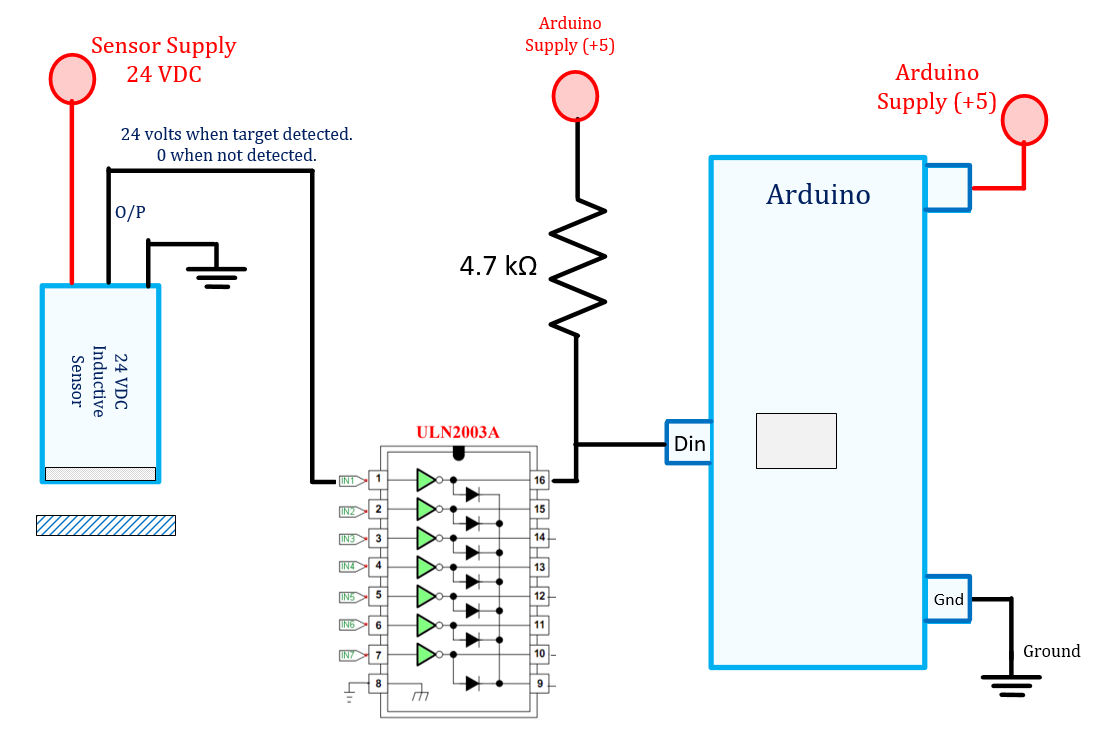 Sensor Supply
24 VDC
24 volts when target detected.
0 when not detected.
O/P
24 VDC
Inductive
Sensor
Arduino
Supply (+5)
4.7 kΩ
Arduino
Supply (+5)
Arduino
Din
Gnd
Ground
ULN2003A
IN1 1 16
IN2 2 15
IN3 3 14
IN4 4 13
IN5 5 12
IN6 6 11
IN7 7 10
8 9